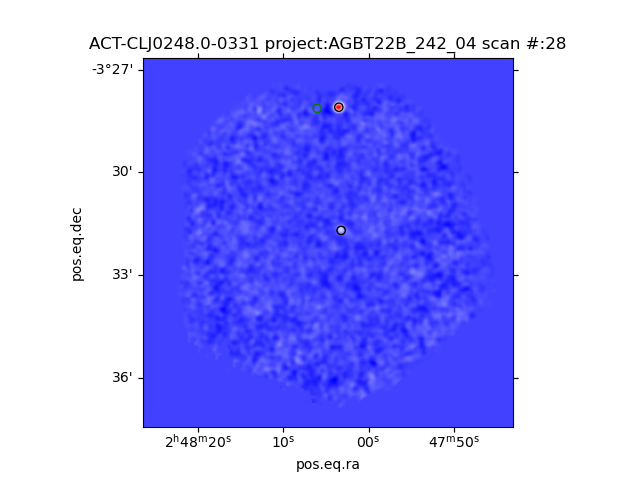 ACT-CLJ0248.0-0331 project:AGBT22B_242_04 scan #:28
-3°27'
30'
33'
36'
pos.eq.dec
2ʰ48ᵐ20ˢ 10ˢ 00ˢ 47ᵐ50ˢ
pos.eq.ra